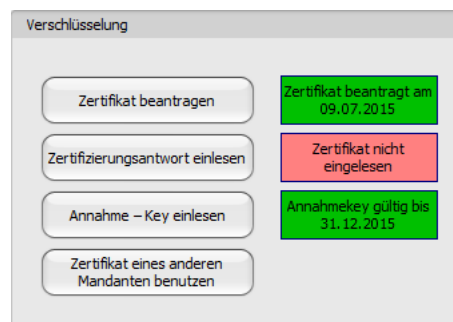 Verschlüsselung
Zertifikat beantragen
Zertifikat beantragt am
09.07.2015
Zertifizierungsantwort einlesen
Zertifikat nicht
eingelesen
Annahme – Key einlesen
Annahmekey gültig bis
31.12.2015
Zertifikat eines anderen
Mandanten benutzen